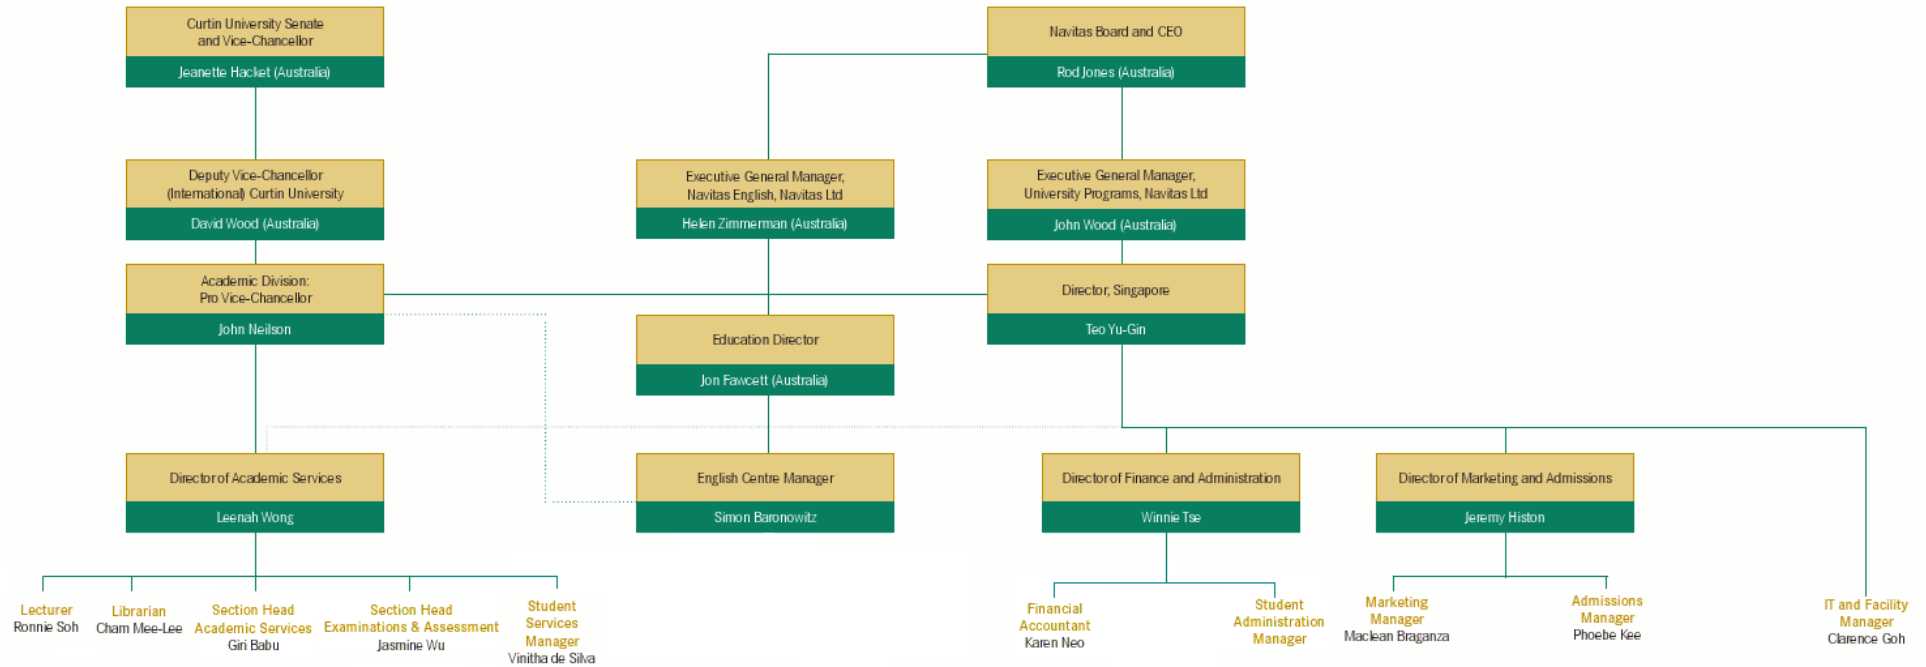 Curtin University Senate
and Vice-Chancellor
Jeanette Hacket (Australia)
Navitas Board and CEO
Rod Jones (Australia)
Deputy Vice-Chancellor
(International) Curtin University
David Wood (Australia)
Executive General Manager,
Navitas English, Navitas Ltd
Helen Zimmerman (Australia)
Executive General Manager,
University Programs, Navitas Ltd
John Wood (Australia)
Academic Division:
Pro Vice-Chancellor
John Neilson
Director, Singapore
Teo Yu-Gin
Education Director
Jon Fawcett (Australia)
Director of Academic Services
Leenah Wong
English Centre Manager
Simon Baronowitz
Director of Finance and Administration
Winnie Tse
Director of Marketing and Admissions
Jeremy Histon
Lecturer
Ronnie Soh
Librarian
Cham Mee-Lee
Section Head
Academic Services
Giri Babu
Section Head
Examinations & Assessment
Jasmine Wu
Student
Services
Manager
Vinitha de Silva
Financial
Accountant
Karen Neo
Student
Administration
Manager
Marketing
Manager
Maclean Braganza
Admissions
Manager
Phoebe Kee
IT and Facility
Manager
Clarence Goh